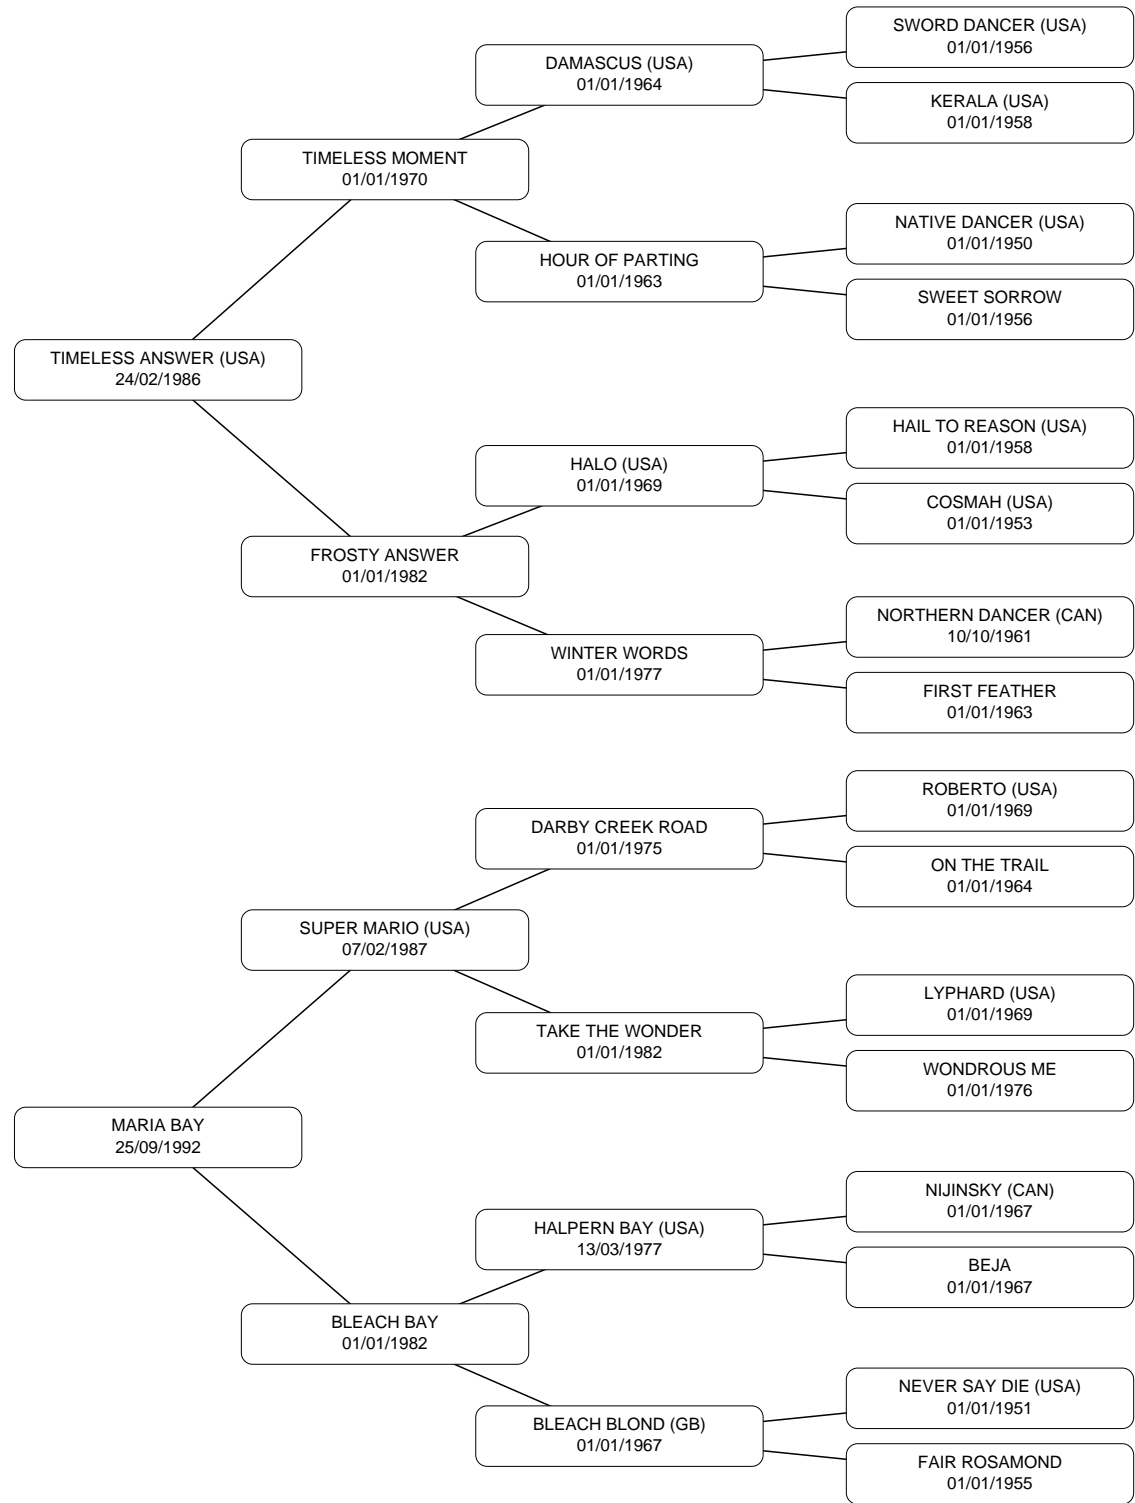 SWORD DANCER (USA)
01/01/1956
DAMASCUS (USA)
01/01/1964
KERALA (USA)
01/01/1958
TIMELESS MOMENT
01/01/1970
NATIVE DANCER (USA)
01/01/1950
HOUR OF PARTING
01/01/1963
SWEET SORROW
01/01/1956
TIMELESS ANSWER (USA)
24/02/1986
HAIL TO REASON (USA)
01/01/1958
HALO (USA)
01/01/1969
COSMAH (USA)
01/01/1953
FROSTY ANSWER
01/01/1982
NORTHERN DANCER (CAN)
10/10/1961
WINTER WORDS
01/01/1977
FIRST FEATHER
01/01/1963
ROBERTO (USA)
01/01/1969
DARBY CREEK ROAD
01/01/1975
ON THE TRAIL
01/01/1964
SUPER MARIO (USA)
07/02/1987
LYPHARD (USA)
01/01/1969
TAKE THE WONDER
01/01/1982
WONDROUS ME
01/01/1976
MARIA BAY
25/09/1992
NIJINSKY (CAN)
01/01/1967
HALPERN BAY (USA)
13/03/1977
BEJA
01/01/1967
BLEACH BAY
01/01/1982
NEVER SAY DIE (USA)
01/01/1951
BLEACH BLOND (GB)
01/01/1967
FAIR ROSAMOND
01/01/1955